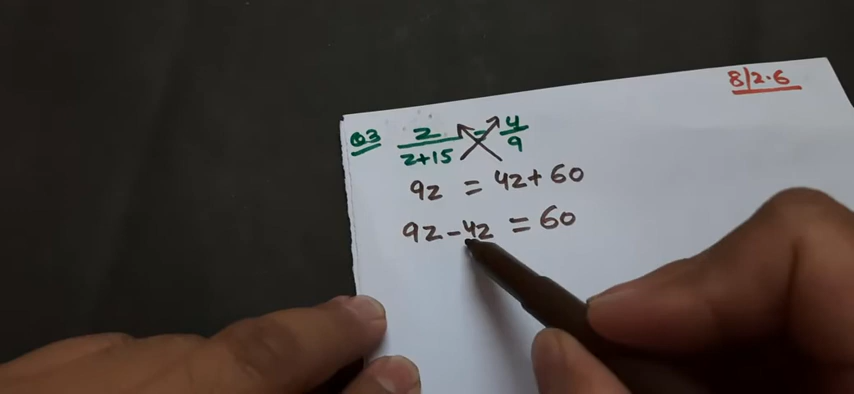 8/2.6
Q3 z/z+15 = 4/9
9z = 4z+60
9z-4z = 60